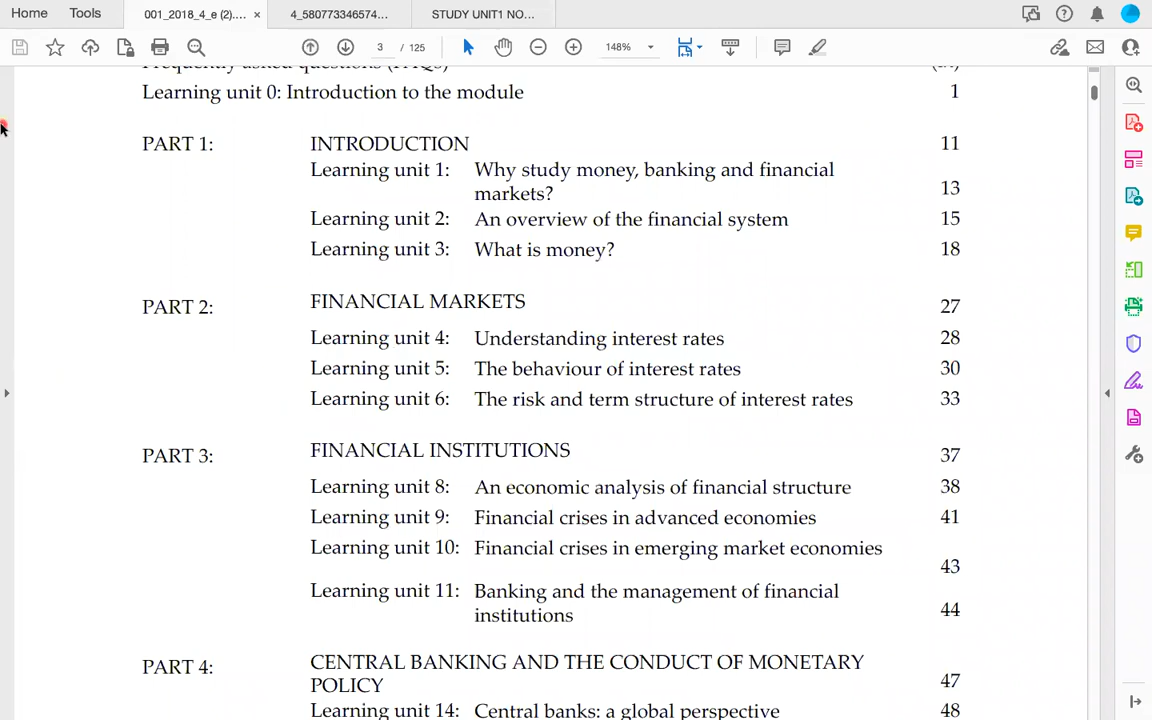 Home Tools 001_2018_4_e (2).... × 4_580773346574... STUDY UNIT1 NO...
3 / 125 148%
Frequently asked questions (FAQs) (ix)
Learning unit 0: Introduction to the module 1
PART 1: INTRODUCTION 11
Learning unit 1: Why study money, banking and financial
markets? 13
Learning unit 2: An overview of the financial system 15
Learning unit 3: What is money? 18
PART 2: FINANCIAL MARKETS 27
Learning unit 4: Understanding interest rates 28
Learning unit 5: The behaviour of interest rates 30
Learning unit 6: The risk and term structure of interest rates 33
PART 3: FINANCIAL INSTITUTIONS 37
Learning unit 8: An economic analysis of financial structure 38
Learning unit 9: Financial crises in advanced economies 41
Learning unit 10: Financial crises in emerging market economies
43
Learning unit 11: Banking and the management of financial
institutions 44
PART 4: CENTRAL BANKING AND THE CONDUCT OF MONETARY
POLICY 47
Learning unit 14: Central banks: a global perspective 48